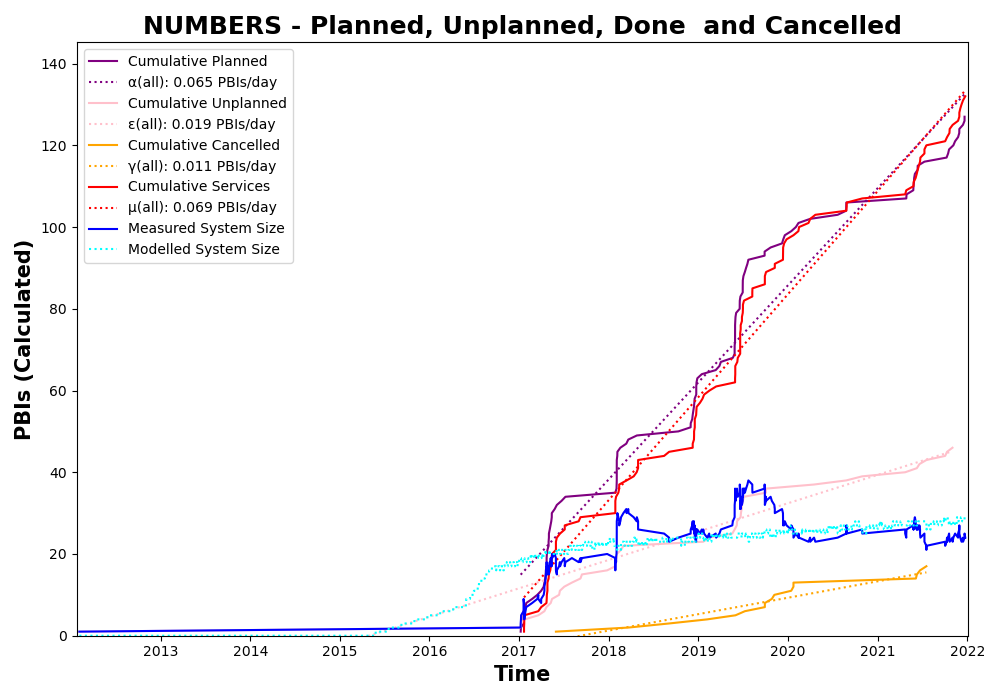 NUMBERS - Planned, Unplanned, Done  and Cancelled
Cumulative Planned
α(all): 0.065 PBIs/day
Cumulative Unplanned
ε(all): 0.019 PBIs/day
Cumulative Cancelled
γ(all): 0.011 PBIs/day
Cumulative Services
μ(all): 0.069 PBIs/day
Measured System Size
Modelled System Size
PBIs (Calculated)
140
120
100
80
60
40
20
0
2013 2014 2015 2016 2017 2018 2019 2020 2021 2022
Time